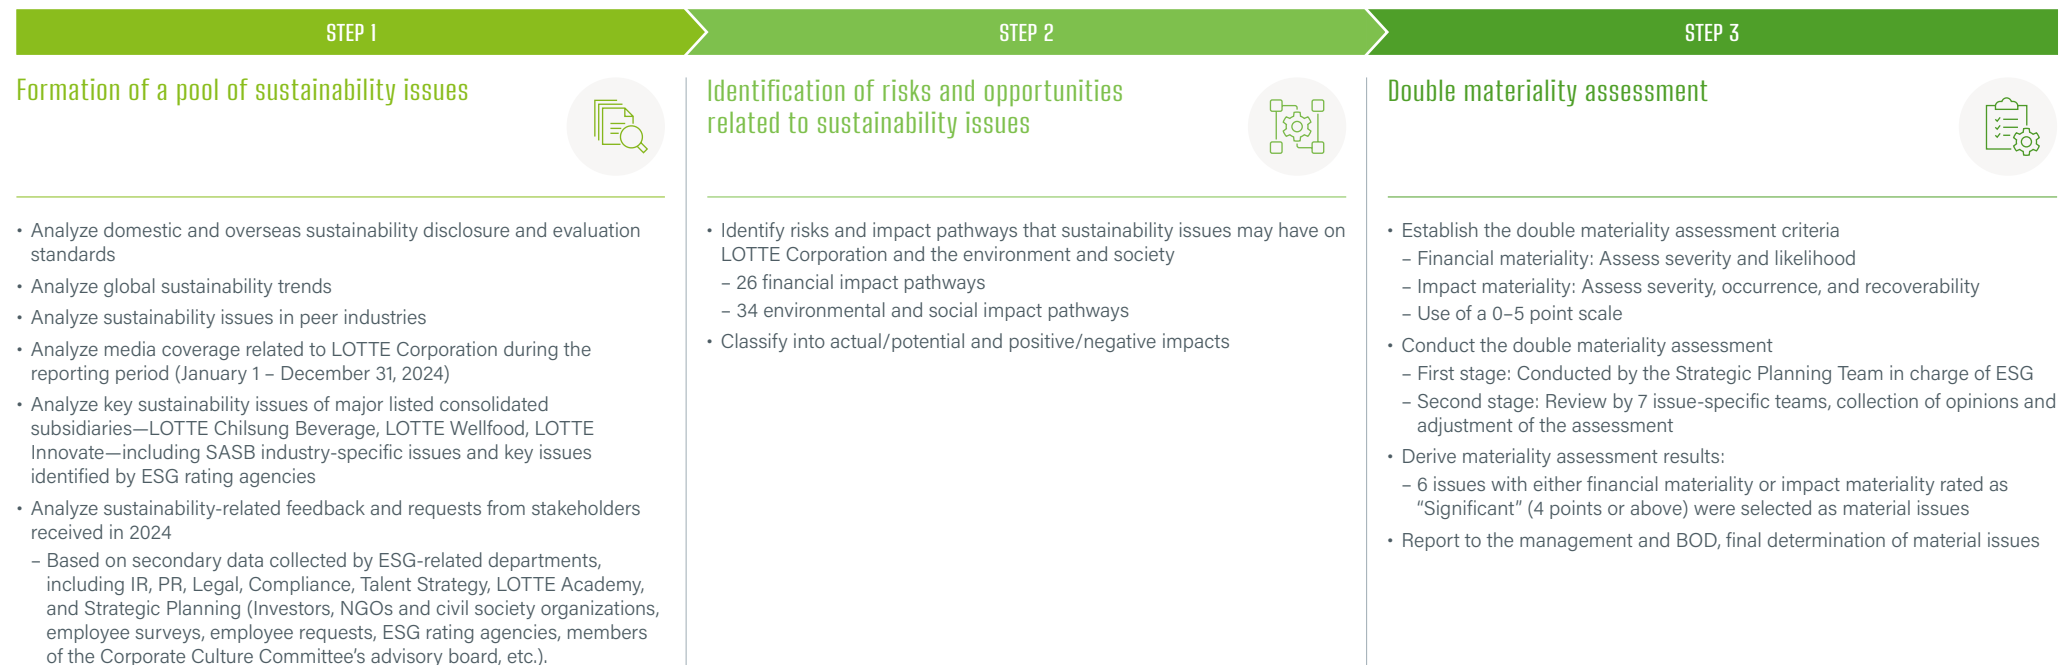 STEP 1
STEP 2
STEP 3
Formation of a pool of sustainability issues
• Analyze domestic and overseas sustainability disclosure and evaluation
standards
• Analyze global sustainability trends
• Analyze sustainability issues in peer industries
• Analyze media coverage related to LOTTE Corporation during the
reporting period (January 1 – December 31, 2024)
• Analyze key sustainability issues of major listed consolidated
subsidiaries—LOTTE Chilsung Beverage, LOTTE Wellfood, LOTTE
Innovate—including SASB industry-specific issues and key issues
identified by ESG rating agencies
• Analyze sustainability-related feedback and requests from stakeholders
received in 2024
– Based on secondary data collected by ESG-related departments,
including IR, PR, Legal, Compliance, Talent Strategy, LOTTE Academy,
and Strategic Planning (Investors, NGOs and civil society organizations,
employee surveys, employee requests, ESG rating agencies, members
of the Corporate Culture Committee's advisory board, etc.).
Identification of risks and opportunities
related to sustainability issues
• Identify risks and impact pathways that sustainability issues may have on
LOTTE Corporation and the environment and society
– 26 financial impact pathways
– 34 environmental and social impact pathways
• Classify into actual/potential and positive/negative impacts
Double materiality assessment
• Establish the double materiality assessment criteria
– Financial materiality: Assess severity and likelihood
– Impact materiality: Assess severity, occurrence, and recoverability
– Use of a 0–5 point scale
• Conduct the double materiality assessment
– First stage: Conducted by the Strategic Planning Team in charge of ESG
– Second stage: Review by 7 issue-specific teams, collection of opinions and
adjustment of the assessment
• Derive materiality assessment results:
– 6 issues with either financial materiality or impact materiality rated as
“Significant” (4 points or above) were selected as material issues
• Report to the management and BOD, final determination of material issues